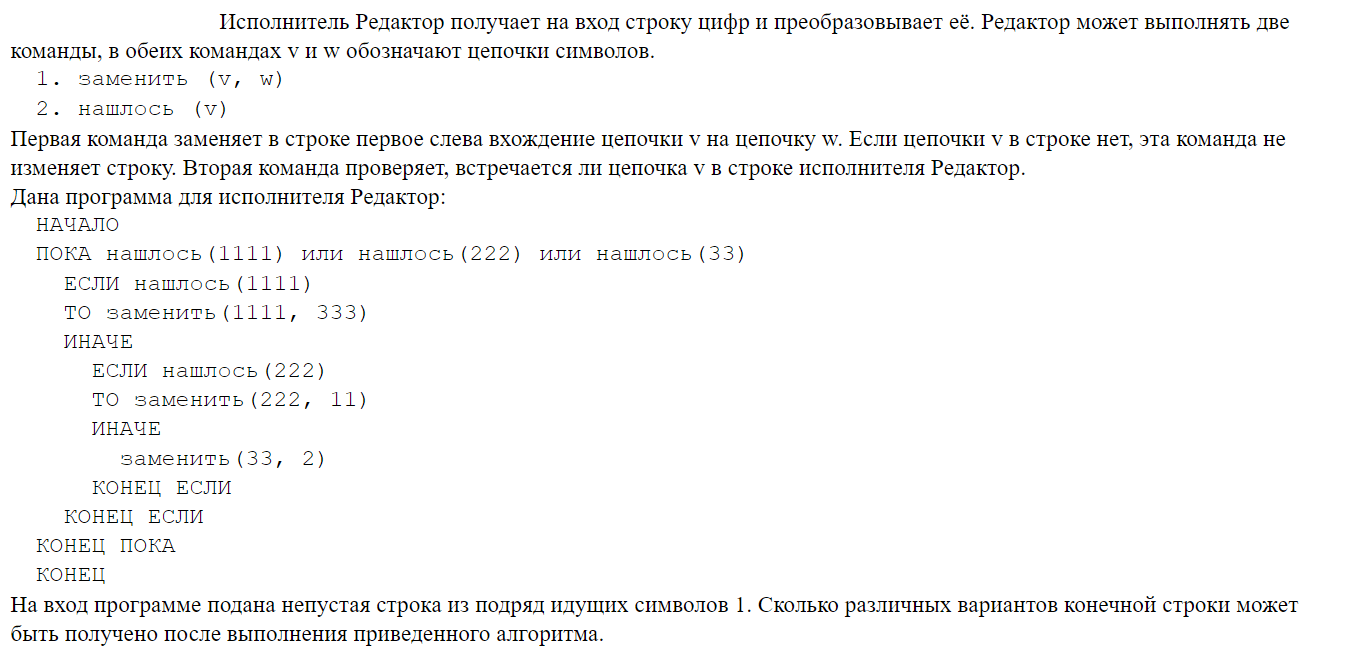 Исполнитель Редактор получает на вход строку цифр и преобразовывает её. Редактор может выполнять две
команды, в обеих командах v и w обозначают цепочки символов.
1. заменить (v, w)
2. нашлось (v)
Первая команда заменяет в строке первое слева вхождение цепочки v на цепочку w. Если цепочки v в строке нет, эта команда не
изменяет строку. Вторая команда проверяет, встречается ли цепочка v в строке исполнителя Редактор.
Дана программа для исполнителя Редактор:
НАЧАЛО
ПОКА нашлось(1111) или нашлось(222) или нашлось(33)
ЕСЛИ нашлось(1111)
ТО заменить(1111, 333)
ИНАЧЕ
ЕСЛИ нашлось(222)
ТО заменить(222, 11)
ИНАЧЕ
заменить(33, 2)
КОНЕЦ ЕСЛИ
КОНЕЦ ЕСЛИ
КОНЕЦ ПОКА
КОНЕЦ
На вход программе подана непустая строка из подряд идущих символов 1. Сколько различных вариантов конечной строки может
быть получено после выполнения приведенного алгоритма.